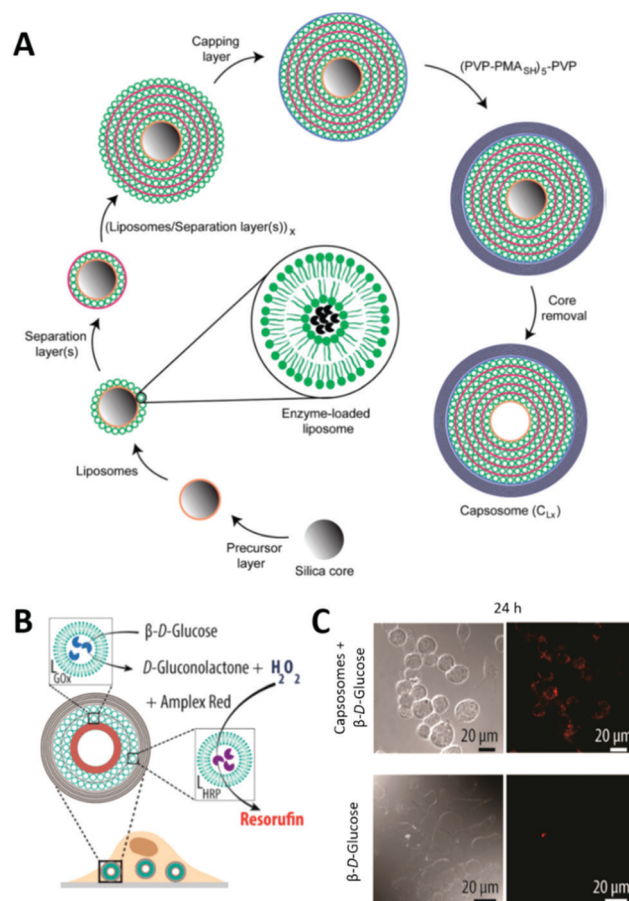 A
Capping
layer
(PVP-PMASH)5-PVP
(Liposomes/Separation layer(s))x
Separation
layer(s)
Core
removal
Enzyme-loaded
liposome
Liposomes
Capsosome (CLx)
Precursor
layer
Silica core
B
β-D-Glucose
D-Gluconolactone + H2O2
LGOx
+ Amplex Red
LHRP
Resorufin
C
24 h
Capsosomes +
β-D-Glucose
20 µm
20 µm
β-D-Glucose
20 µm
20 µm